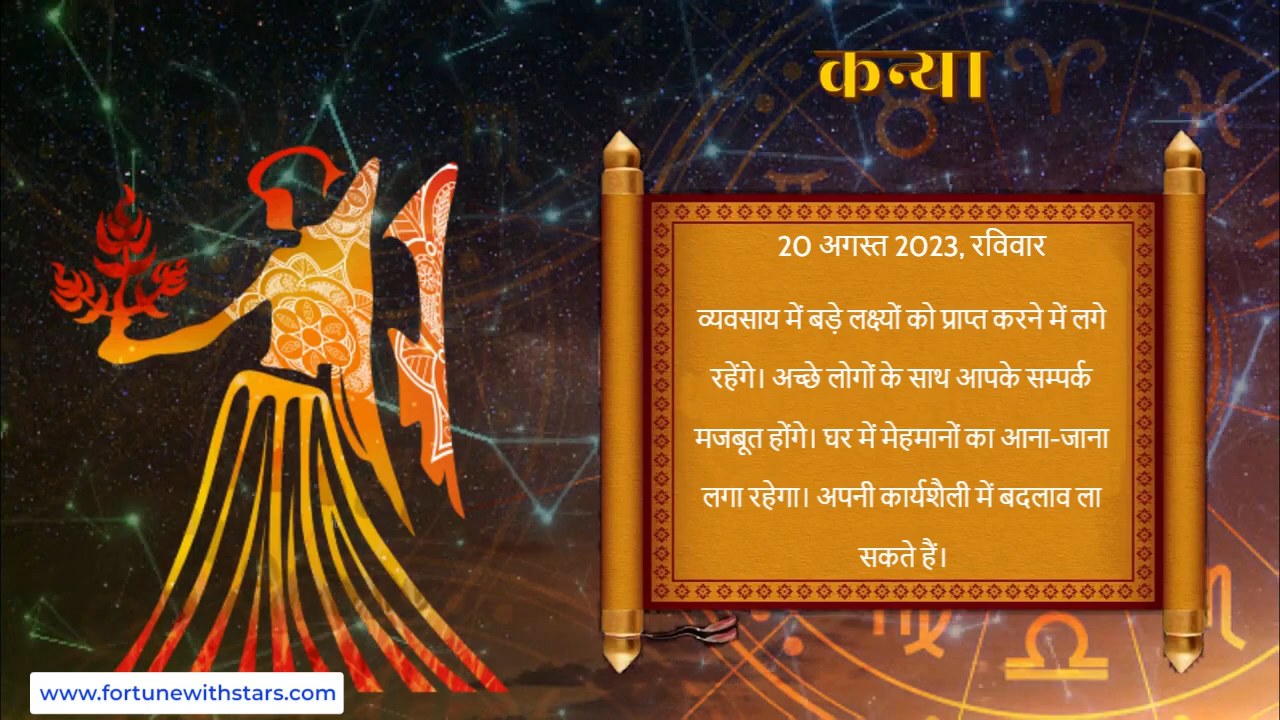 कन्या
20 अगस्त 2023, रविवार
व्यवसाय में बड़े लक्ष्यों को प्राप्त करने में लगे
रहेंगे। अच्छे लोगों के साथ आपके सम्पर्क
मजबूत होंगे। घर में मेहमानों का आना-जाना
लगा रहेगा। अपनी कार्यशैली में बदलाव ला
सकते हैं।
www.fortunewithstars.com